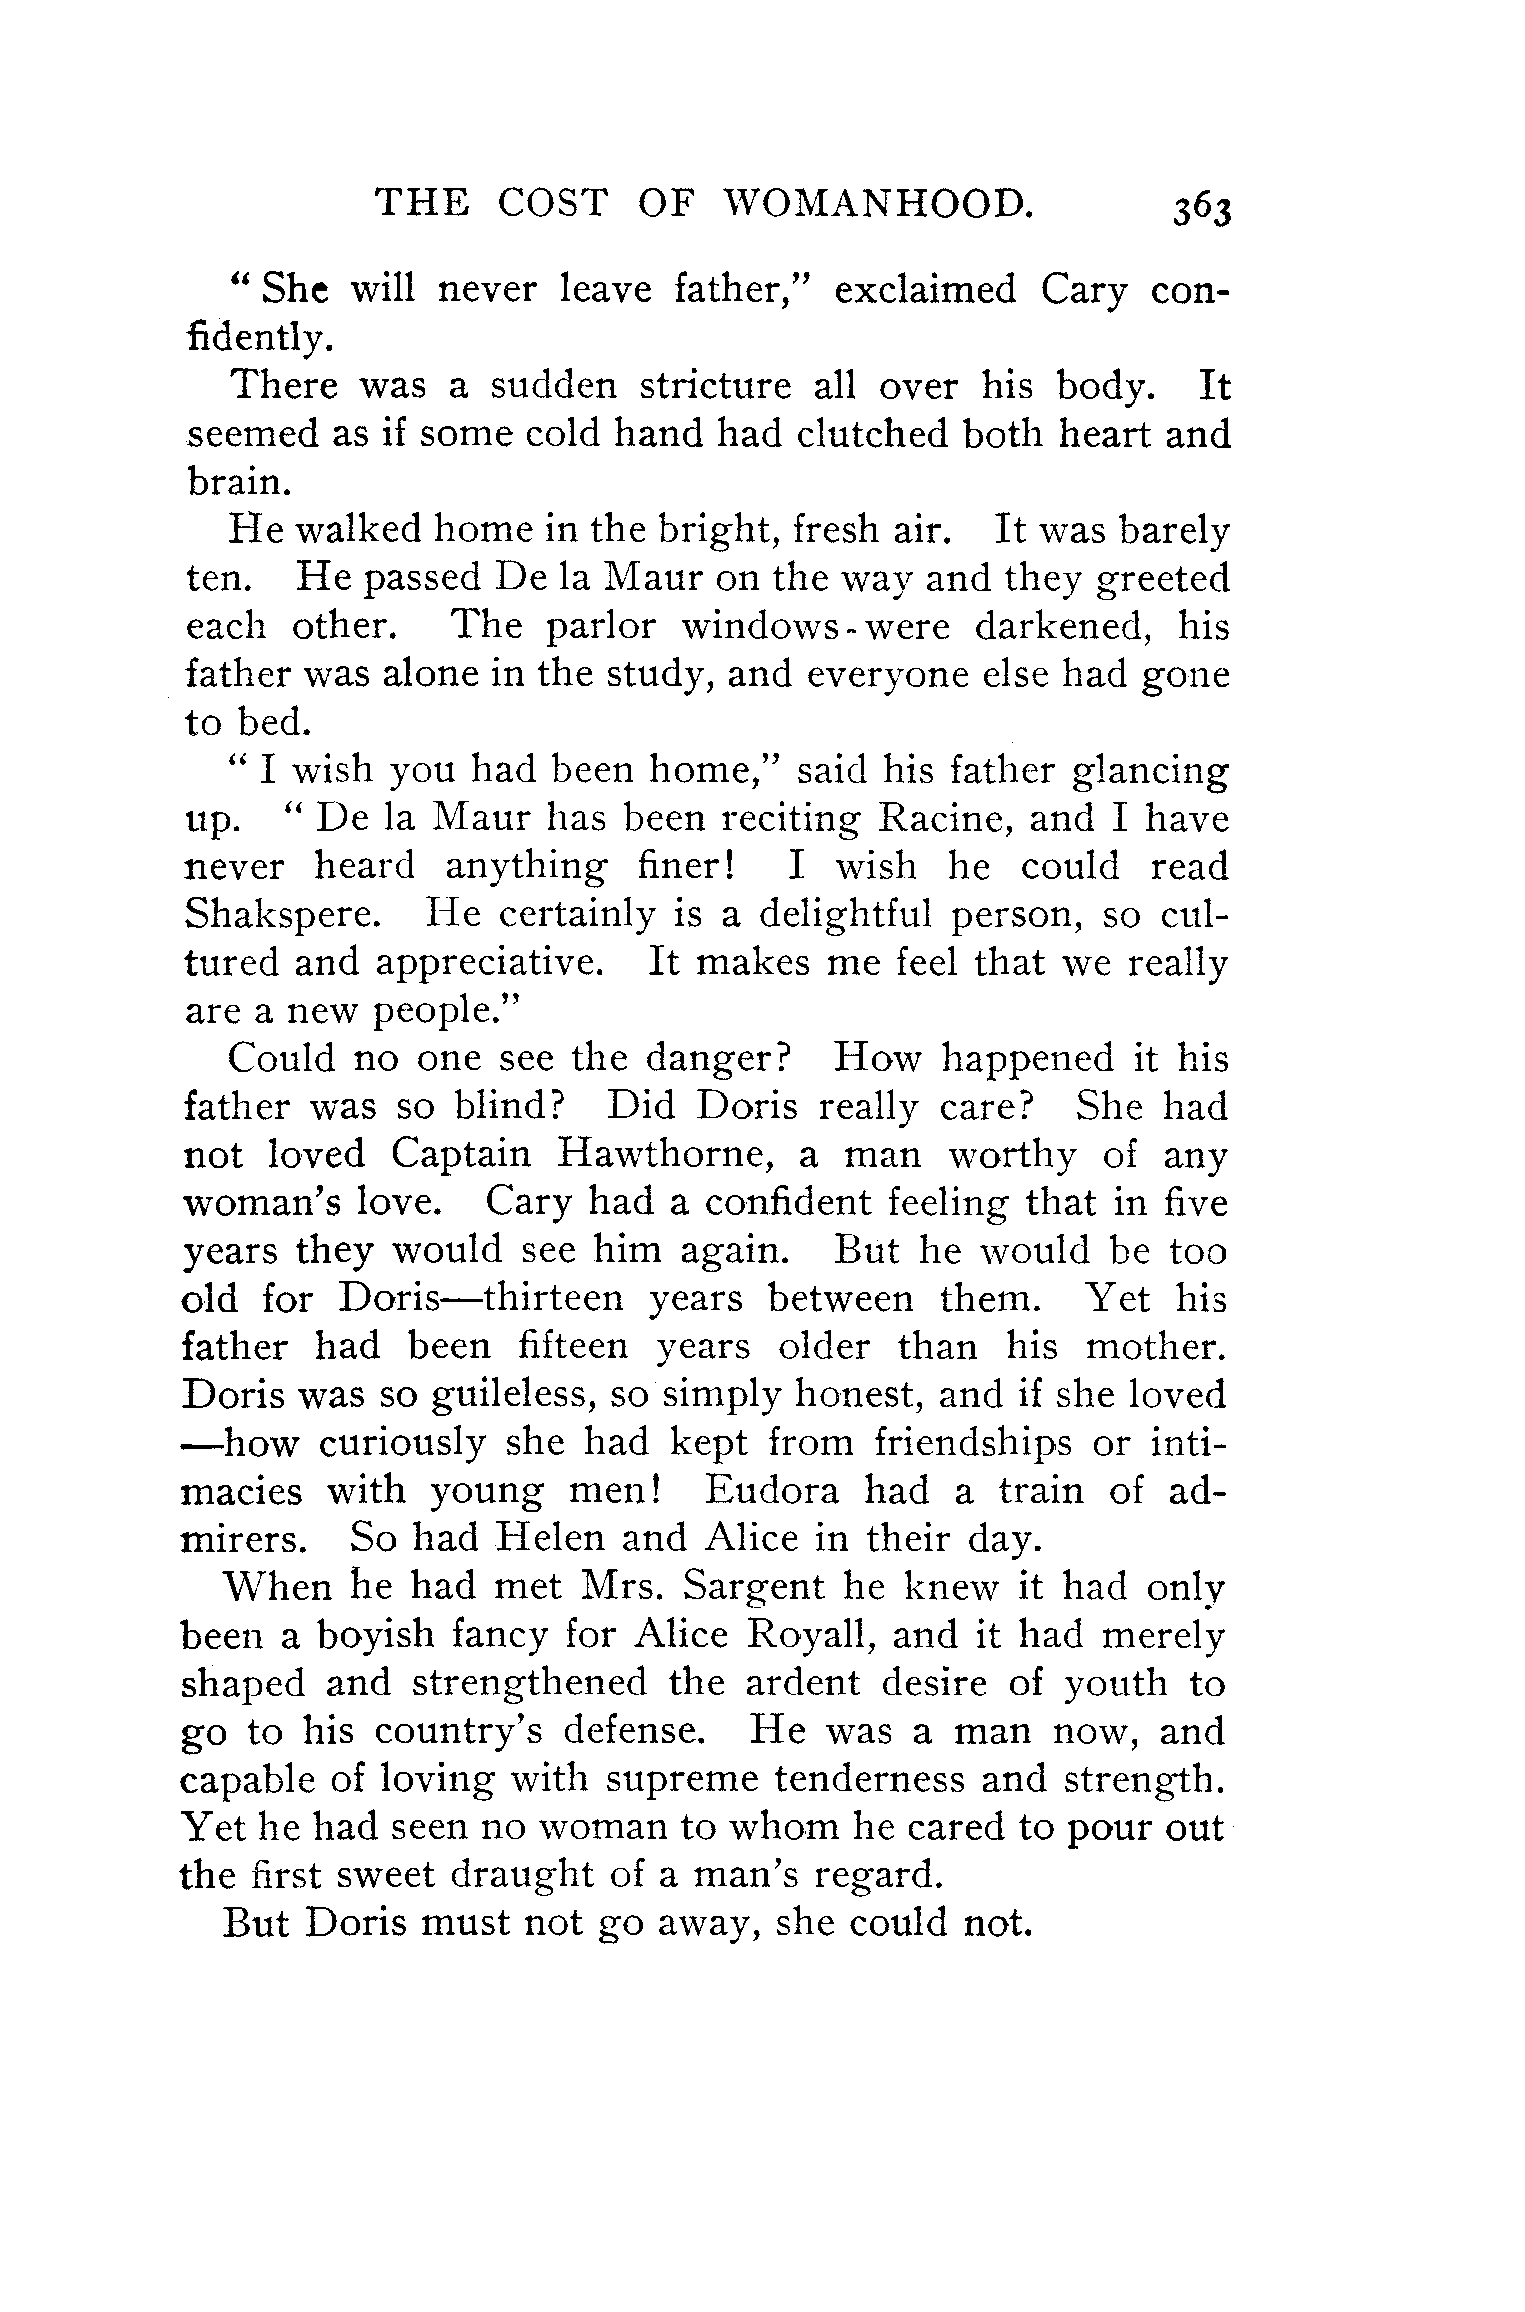 THE COST OF WOMANHOOD. 363
“ She will never leave father,” exclaimed Cary con-
fidently.
There was a sudden stricture all over his body. It
seemed as if some cold hand had clutched both heart and
brain.
He walked home in the bright, fresh air. It was barely
ten. He passed De la Maur on the way and they greeted
each other. The parlor windows-were darkened, his
father was alone in the study, and everyone else had gone
to bed.
“ I wish you had been home,” said his father glancing
up. “ De la Maur has been reciting Racine, and I have
never heard anything finer! I wish he could read
Shakspere. He certainly is a delightful person, so cul-
tured and appreciative. It makes me feel that we really
are a new people.”
Could no one see the danger? How happened it his
father was so blind? Did Doris really care? She had
not loved Captain Hawthorne, a man worthy of any
woman’s love. Cary had a confident feeling that in five
years they would see him again. But he would be too
old for Doris—thirteen years between them. Yet his
father had been fifteen years older than his mother.
Doris was so guileless, so simply honest, and if she loved
—how curiously she had kept from friendships or inti-
macies with young men! Eudora had a train of ad-
mirers. So had Helen and Alice in their day.
When he had met Mrs. Sargent he knew it had only
been a boyish fancy for Alice Royall, and it had merely
shaped and strengthened the ardent desire of youth to
go to his country’s defense. He was a man now, and
capable of loving with supreme tenderness and strength.
Yet he had seen no woman to whom he cared to pour out
the first sweet draught of a man’s regard.
But Doris must not go away, she could not.